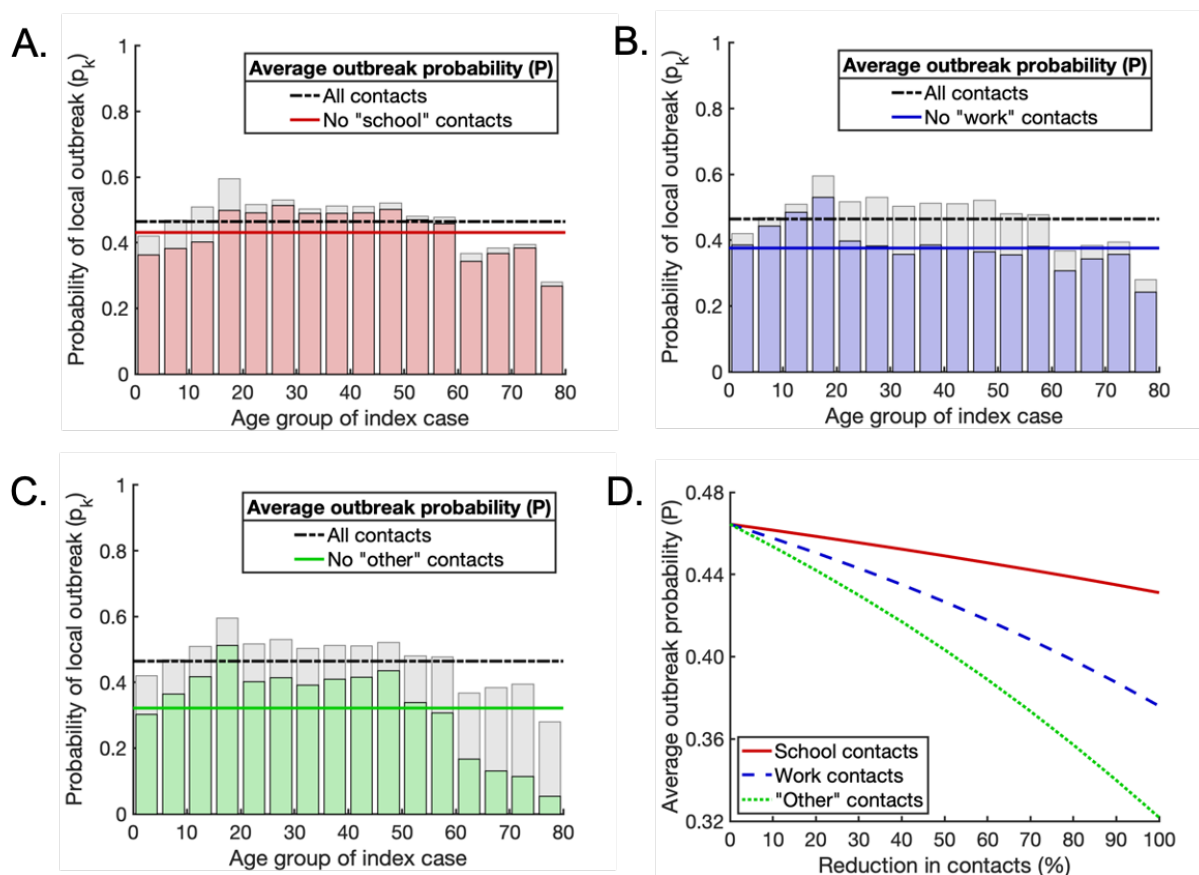 A.
Probability of local outbreak (p_k)
1
0.8
0.6
0.4
0.2
0
Average outbreak probability (P)
All contacts
No "school" contacts
0 10 20 30 40 50 60 70 80
Age group of index case
B.
Probability of local outbreak (p_k)
1
0.8
0.6
0.4
0.2
0
Average outbreak probability (P)
All contacts
No "work" contacts
0 10 20 30 40 50 60 70 80
Age group of index case
C.
Probability of local outbreak (p_k)
1
0.8
0.6
0.4
0.2
0
Average outbreak probability (P)
All contacts
No "other" contacts
0 10 20 30 40 50 60 70 80
Age group of index case
D.
Average outbreak probability (P)
0.48
0.44
0.40
0.36
0.32
School contacts
Work contacts
"Other" contacts
0 10 20 30 40 50 60 70 80 90 100
Reduction in contacts (%)